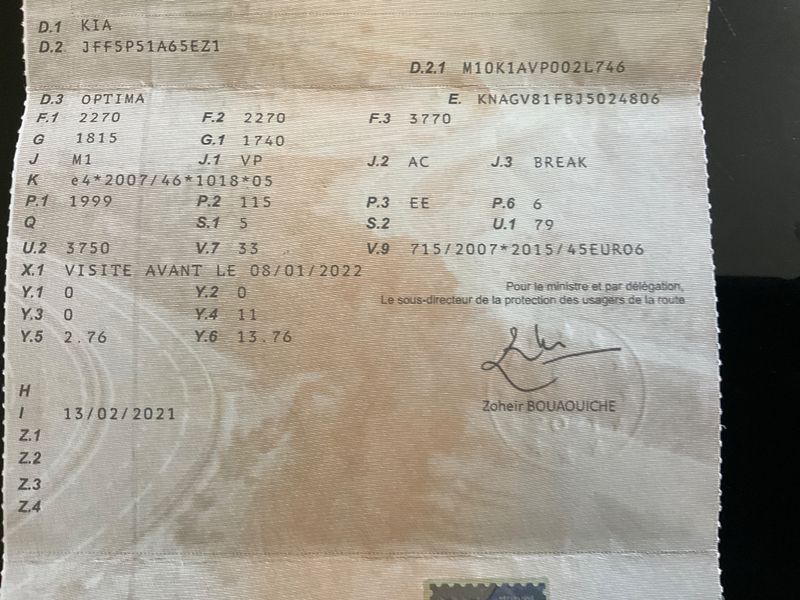 D.1 KIA
D.2 JFF5P51A65EZ1
D.2.1 M10K1AVP002L746
D.3 OPTIMA E. KNAGV81FBJ5024806
F.1 2270 F.2 2270 F.3 3770
G 1815 G.1 1740
J M1 J.1 VP J.2 AC J.3 BREAK
K e4*2007/46*1018*05
P.1 1999 P.2 115 P.3 EE P.6 6
Q S.1 5 S.2 U.1 79
U.2 3750 V.7 33 V.9 715/2007*2015/45EURO6
X.1 VISITE AVANT LE 08/01/2022
Y.1 0 Y.2 0
Pour le ministre et par délégation,
Le sous-directeur de la protection des usagers de la route
Y.3 0 Y.4 11
Y.5 2.76 Y.6 13.76
H
Zoheir BOUAOUICHE
I 13/02/2021
Z.1
Z.2
Z.3
Z.4